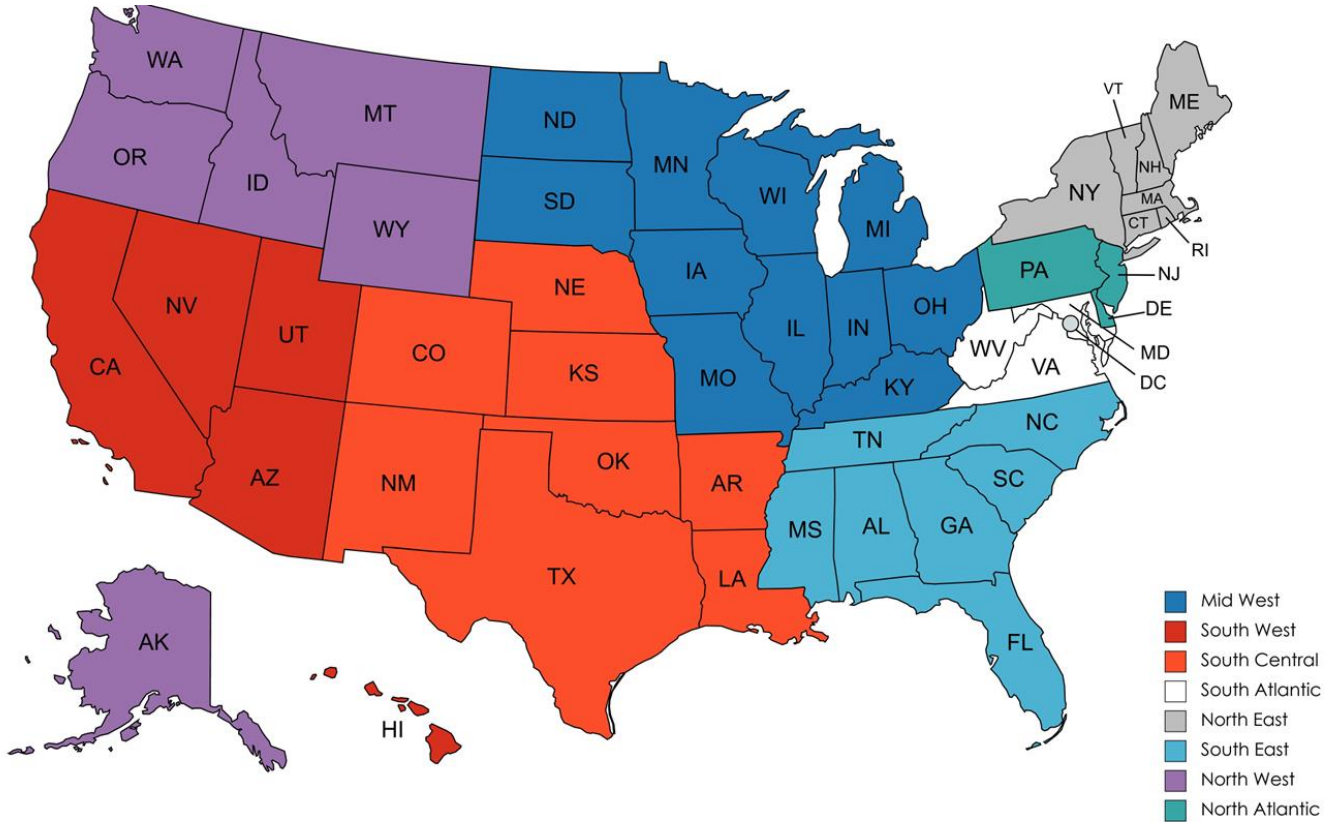 WA
MT
ND
MN
VT
ME
OR
ID
SD
WI
MI
NY
NH
MA
CT
RI
WY
IA
PA
NJ
NE
OH
DE
NV
UT
CO
IL
IN
WV
VA
MD
DC
CA
KS
MO
KY
AZ
NM
OK
AR
TN
NC
SC
MS
AL
GA
TX
LA
FL
AK
HI
Mid West
South West
South Central
South Atlantic
North East
South East
North West
North Atlantic